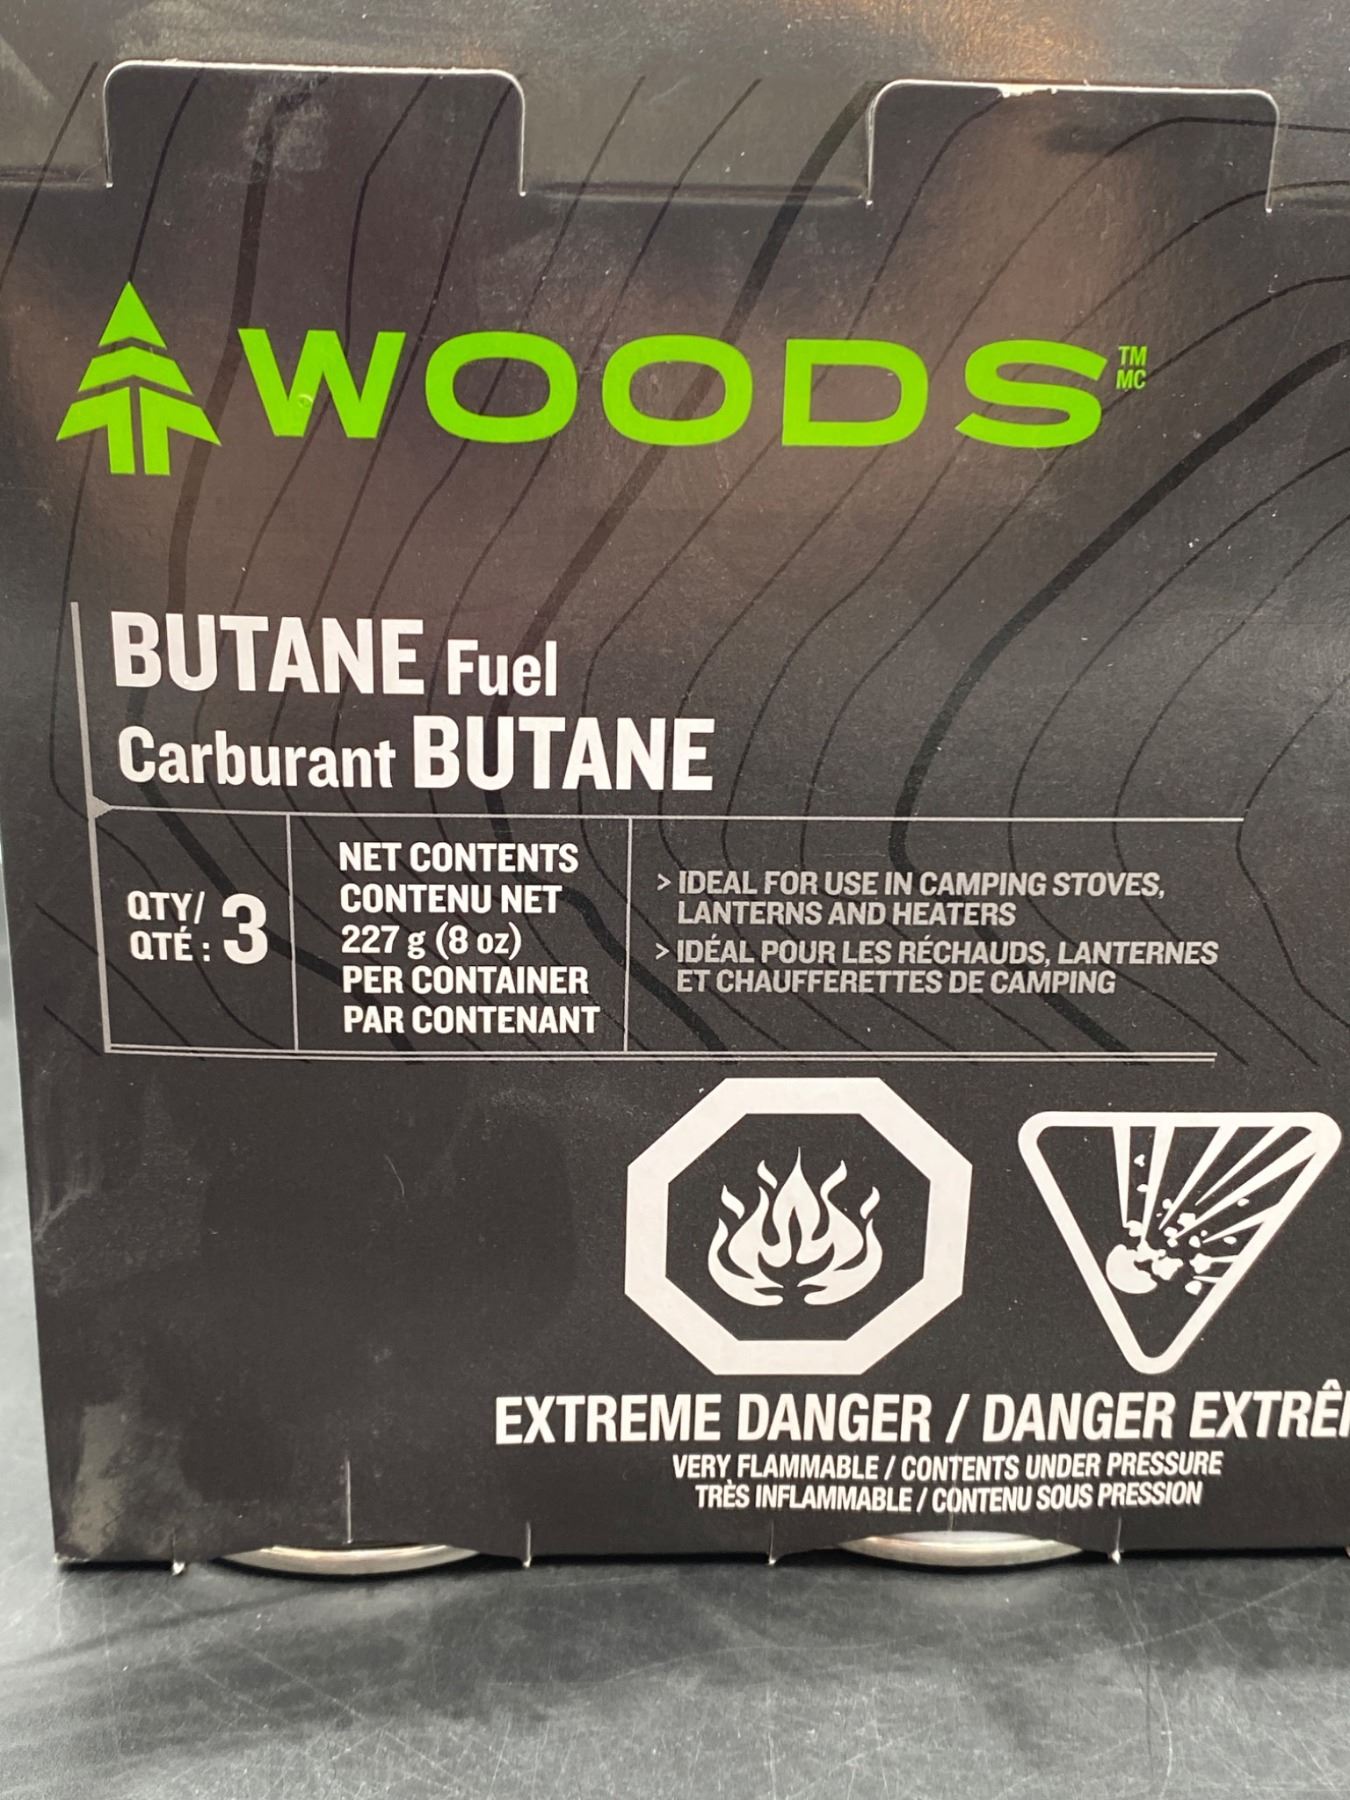 WOODS TM
MC
BUTANE Fuel
Carburant BUTANE
QTY/
QTÉ : 3
NET CONTENTS
CONTENU NET
227 g (8 oz)
PER CONTAINER
PAR CONTENANT
> IDEAL FOR USE IN CAMPING STOVES,
LANTERNS AND HEATERS
> IDÉAL POUR LES RÉCHAUDS, LANTERNES
ET CHAUFFERETTES DE CAMPING
EXTREME DANGER / DANGER EXTRÊ
VERY FLAMMABLE / CONTENTS UNDER PRESSURE
TRÈS INFLAMMABLE / CONTENU SOUS PRESSION